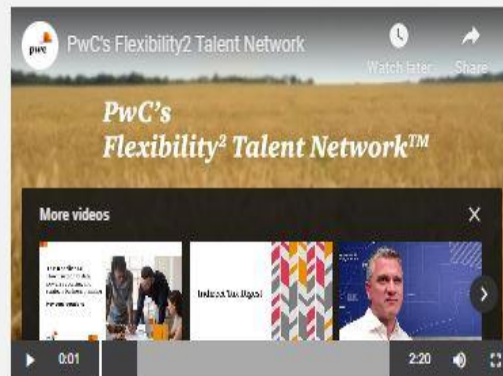 pwc
PwC's Flexibility2 Talent Network
Watch later
Share
PwC's
Flexibility² Talent Network™
More videos
X
Indirect Tax Digest
0:01
2:20